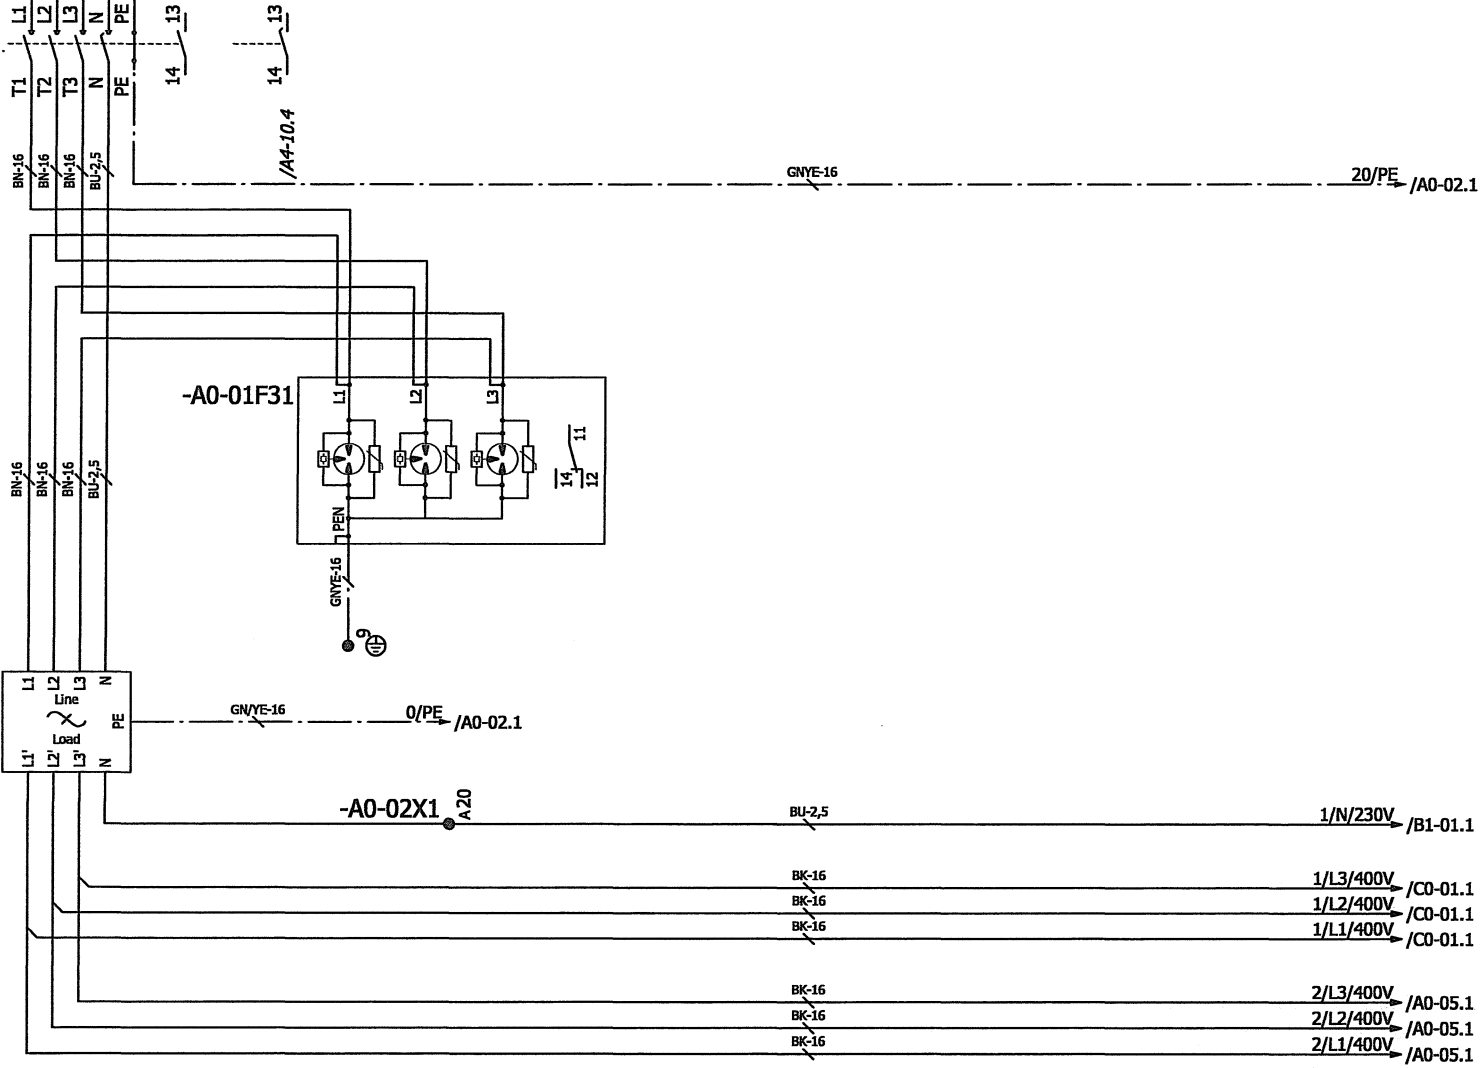 L1 L2 L3 N PE 13 13
T1 T2 T3 N PE 14 14
/A4-10.4
BN-16 BN-16 BN-16 BU-2,5
GNYE-16
20/PE
/A0-02.1
-A0-01F31
L1 L2 L3
11
14 12
PEN
BN-16 BN-16 BN-16 BU-2,5
GNYE-16
9
L1 L2 L3 N
Line
PE
Load
L1' L2' L3' N
GN/YE-16
0/PE
/A0-02.1
-A0-02X1
A20
BU-2,5
1/N/230V
/B1-01.1
BK-16
1/L3/400V
/C0-01.1
BK-16
1/L2/400V
/C0-01.1
BK-16
1/L1/400V
/C0-01.1
BK-16
2/L3/400V
/A0-05.1
BK-16
2/L2/400V
/A0-05.1
BK-16
2/L1/400V
/A0-05.1